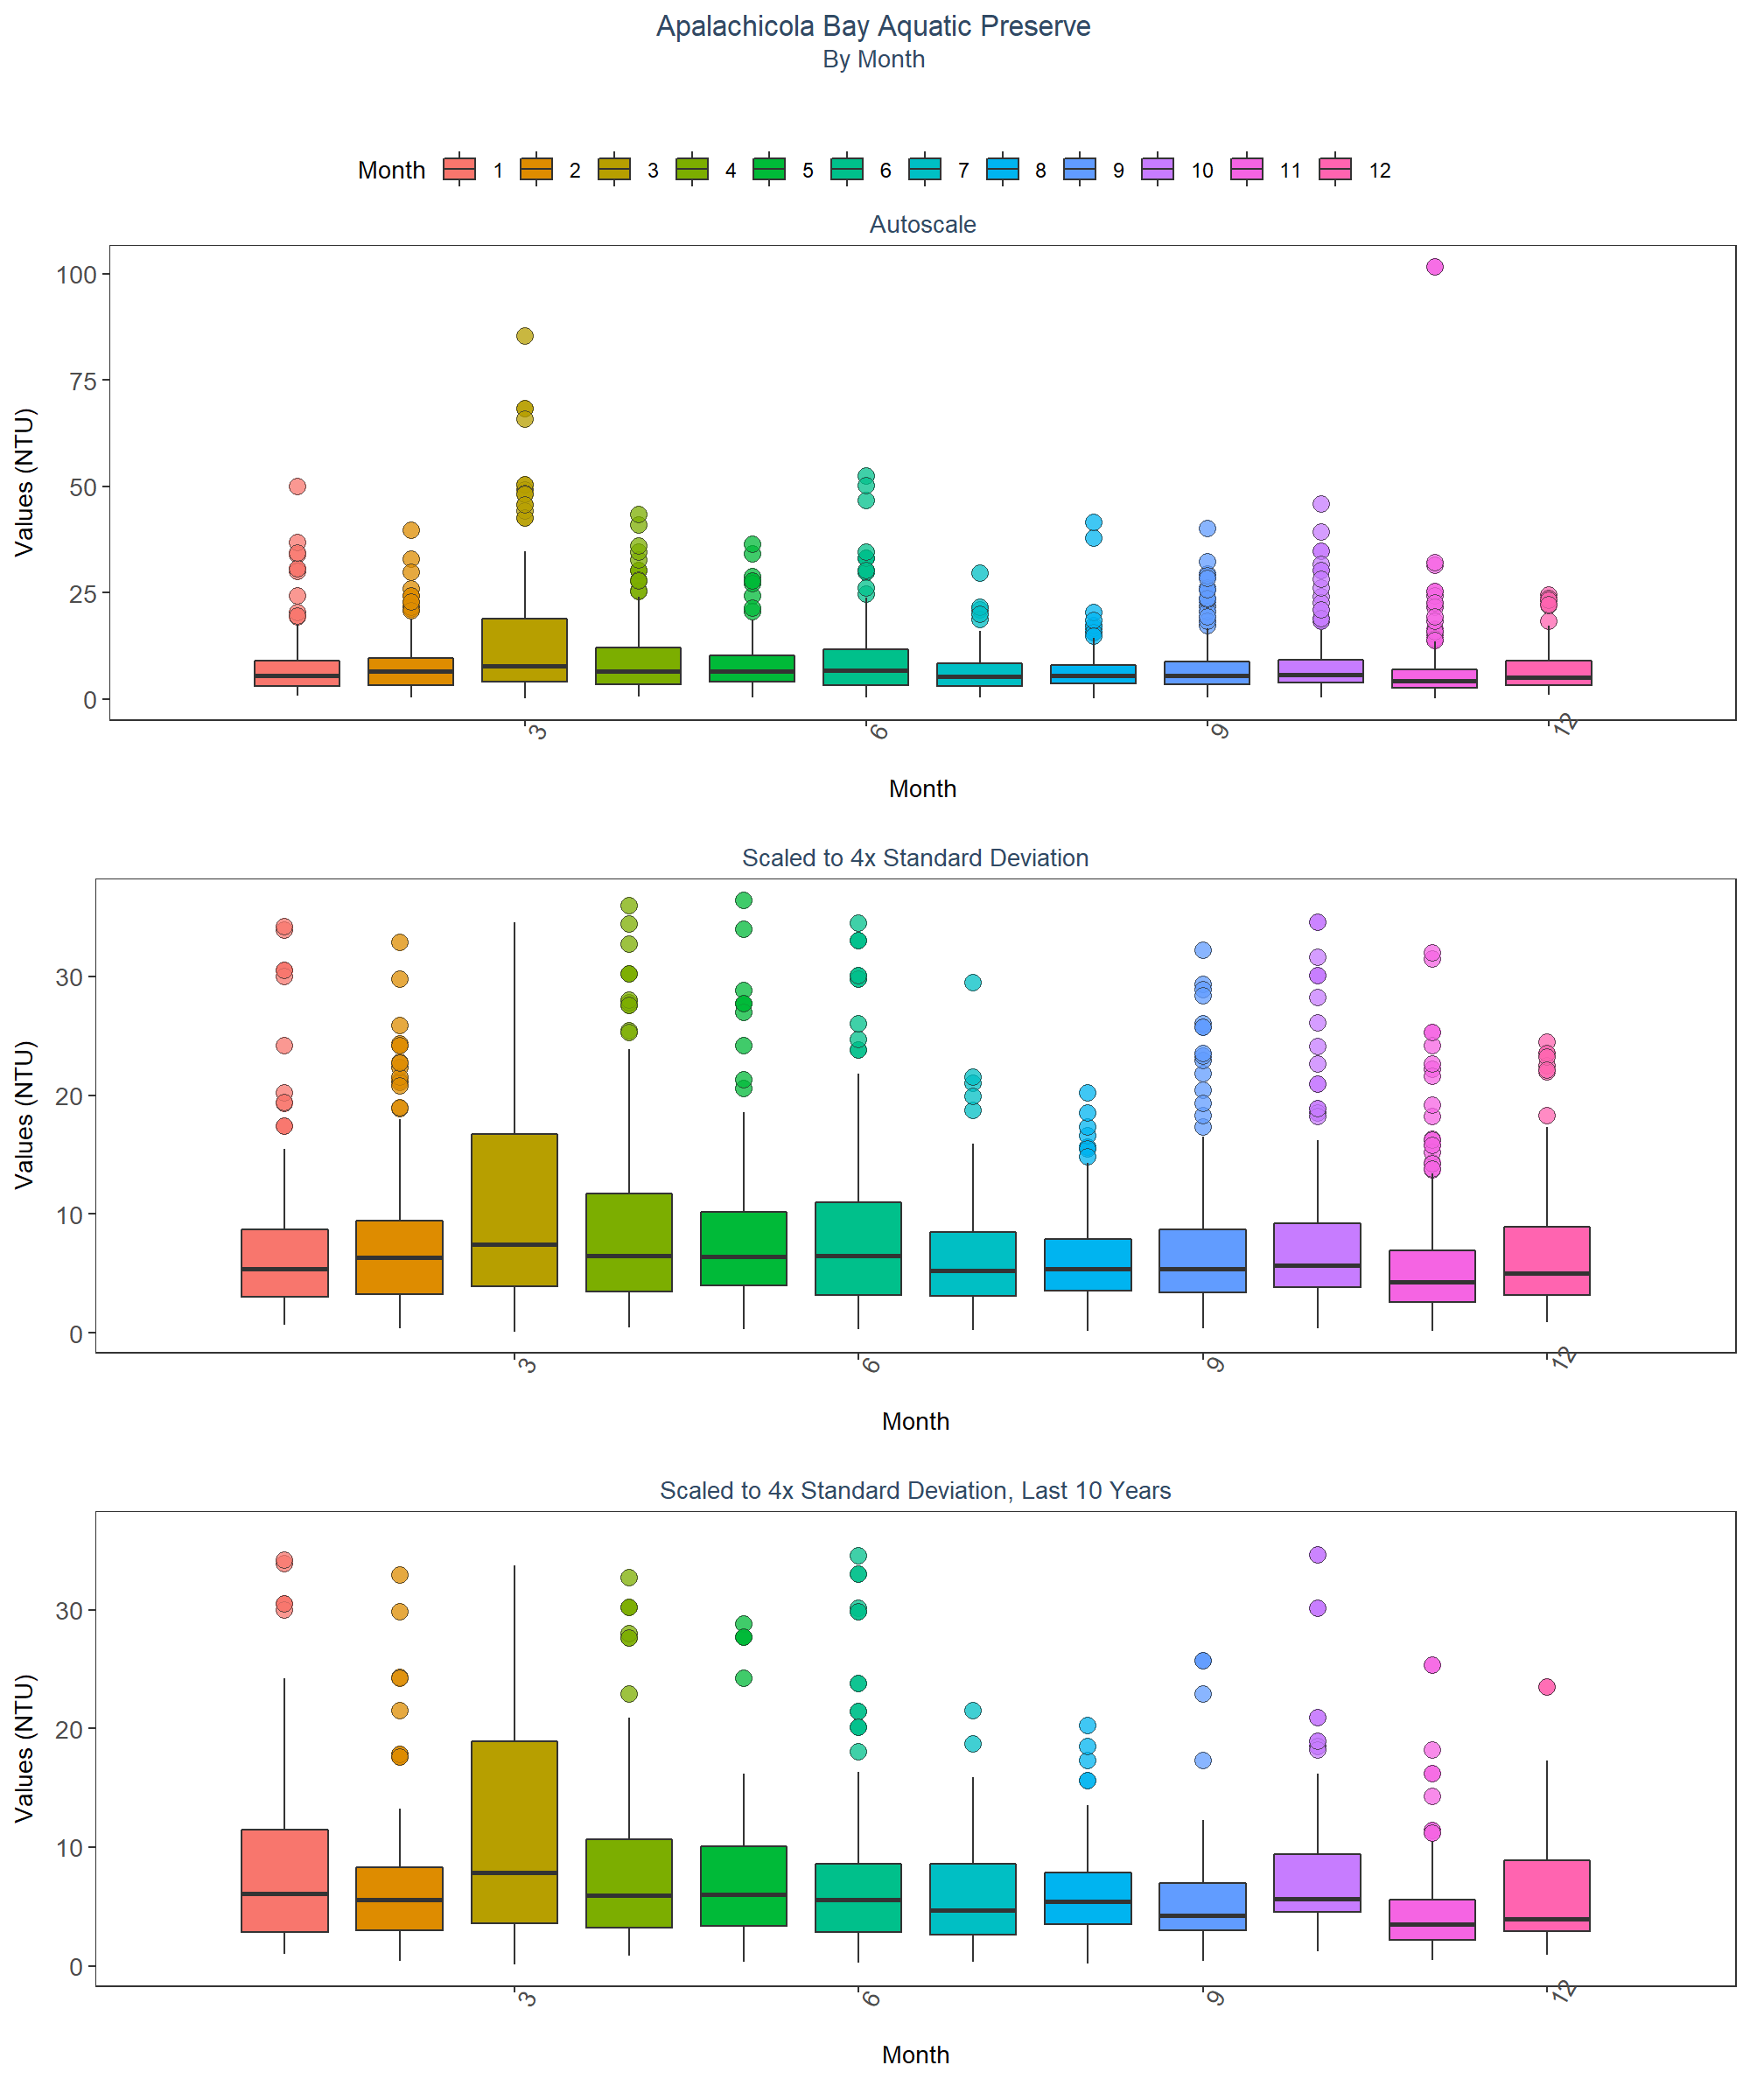 Apalachicola Bay Aquatic Preserve
By Month
Month 1 2 3 4 5 6 7 8 9 10 11 12
Autoscale
Values (NTU)
100
75
50
25
0
3 6 9 12
Month
Scaled to 4x Standard Deviation
Values (NTU)
30
20
10
0
3 6 9 12
Month
Scaled to 4x Standard Deviation, Last 10 Years
Values (NTU)
30
20
10
0
3 6 9 12
Month